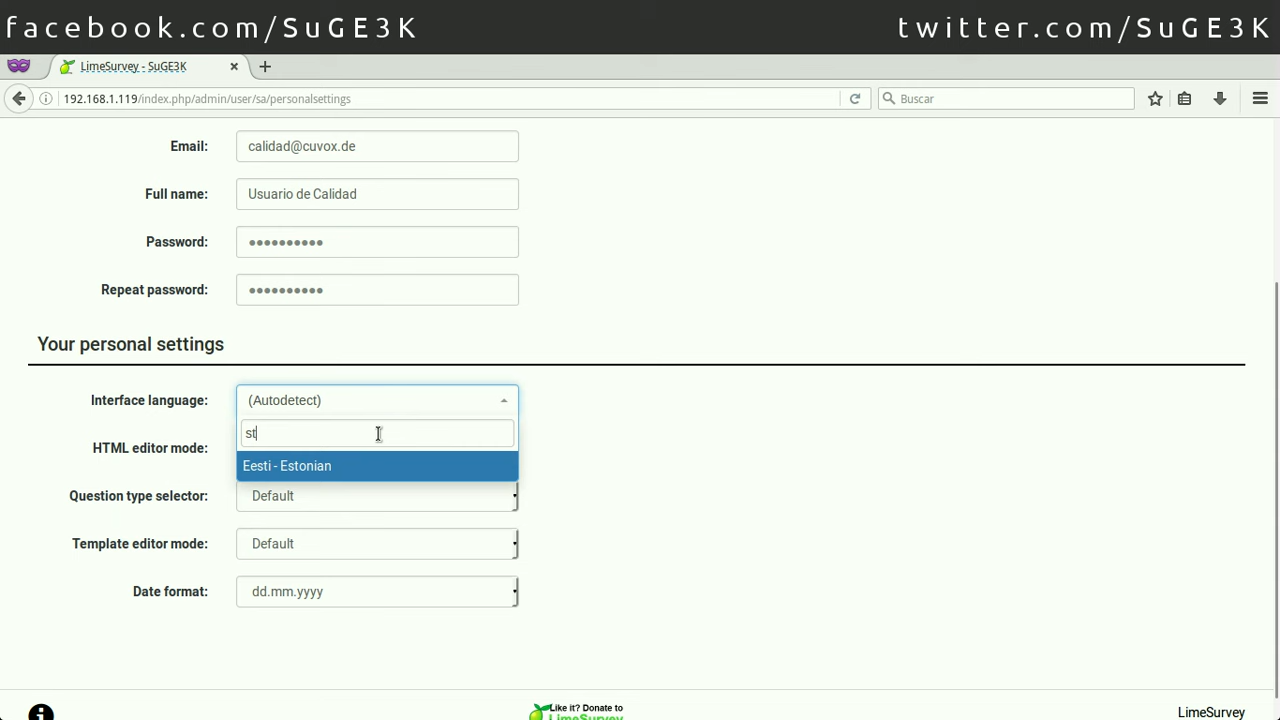 facebook.com/SuGE3K
twitter.com/SuGE3K
LimeSurvey - SuGE3K
192.168.1.119/index.php/admin/user/sa/personalsettings
Buscar
Email:
calidad@cuvox.de
Full name:
Usuario de Calidad
Password:
Repeat password:
Your personal settings
Interface language:
(Autodetect)
st
HTML editor mode:
Eesti - Estonian
Question type selector:
Default
Template editor mode:
Default
Date format:
dd.mm.yyyy
Like it? Donate to
LimeSurvey
LimeSurvey